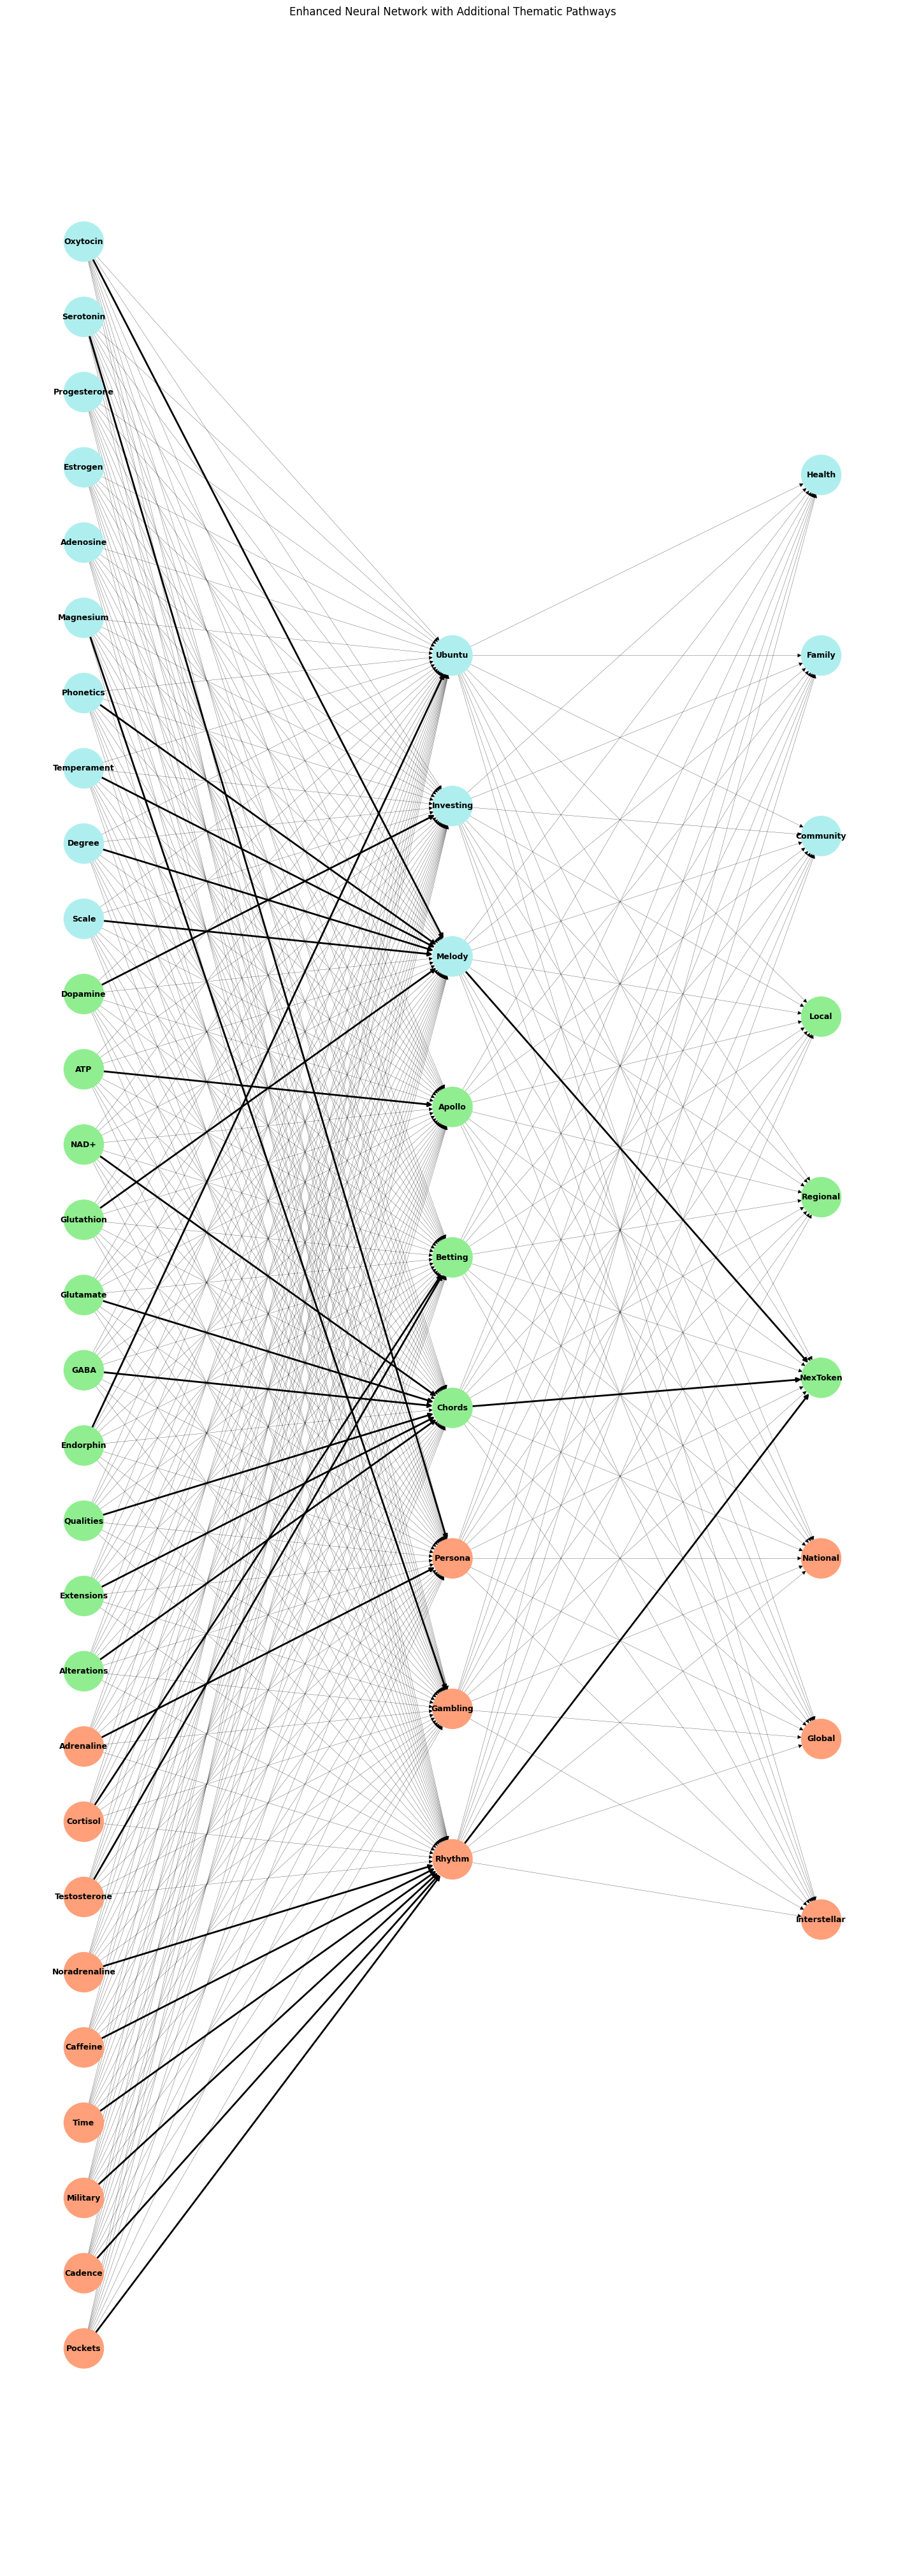 Enhanced Neural Network with Additional Thematic Pathways
Oxytocin
Serotonin
Progesterone
Estrogen
Adenosine
Magnesium
Phonetics
Temperament
Degree
Scale
Dopamine
ATP
NAD+
Glutathion
Glutamate
GABA
Endorphin
Qualities
Extensions
Alterations
Adrenaline
Cortisol
Testosterone
Noradrenaline
Caffeine
Time
Military
Cadence
Pockets
Ubuntu
Investing
Melody
Apollo
Betting
Chords
Persona
Gambling
Rhythm
Health
Family
Community
Local
Regional
NexToken
National
Global
Interstellar